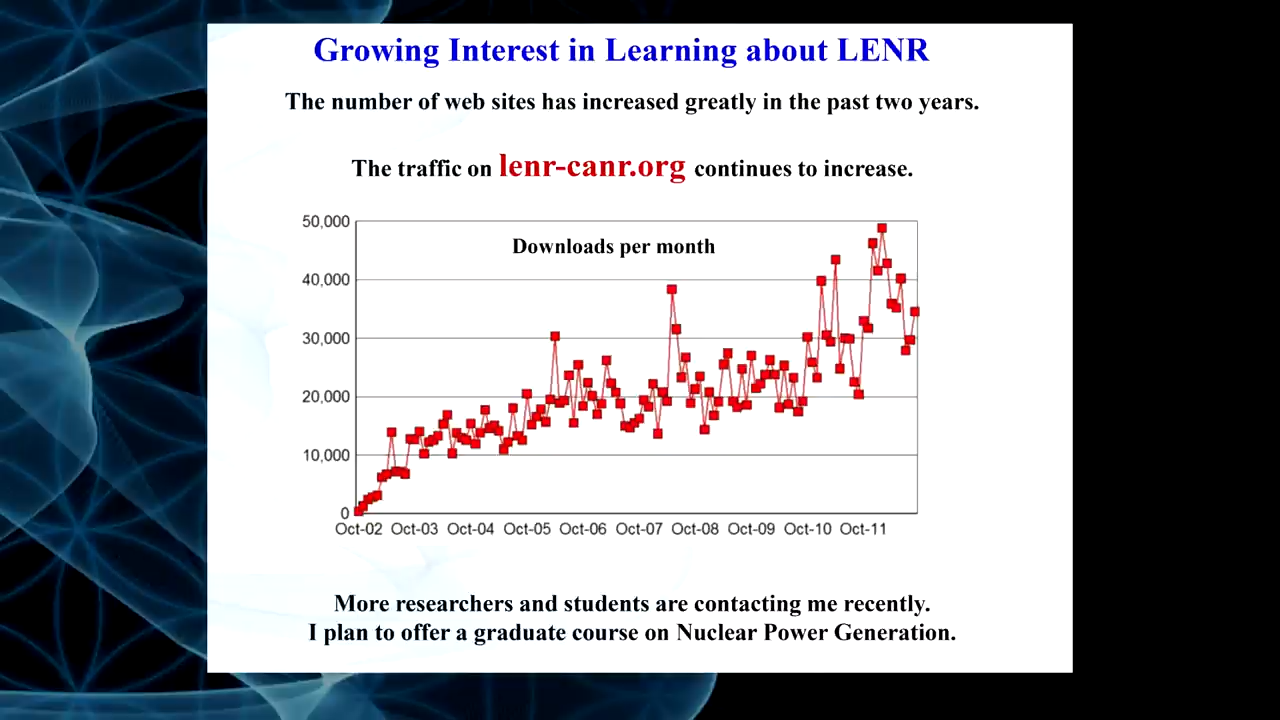 Growing Interest in Learning about LENR
The number of web sites has increased greatly in the past two years.
The traffic on lenr-canr.org continues to increase.
50,000
Downloads per month
40,000
30,000
20,000
10,000
0
Oct-02 Oct-03 Oct-04 Oct-05 Oct-06 Oct-07 Oct-08 Oct-09 Oct-10 Oct-11
More researchers and students are contacting me recently.
I plan to offer a graduate course on Nuclear Power Generation.